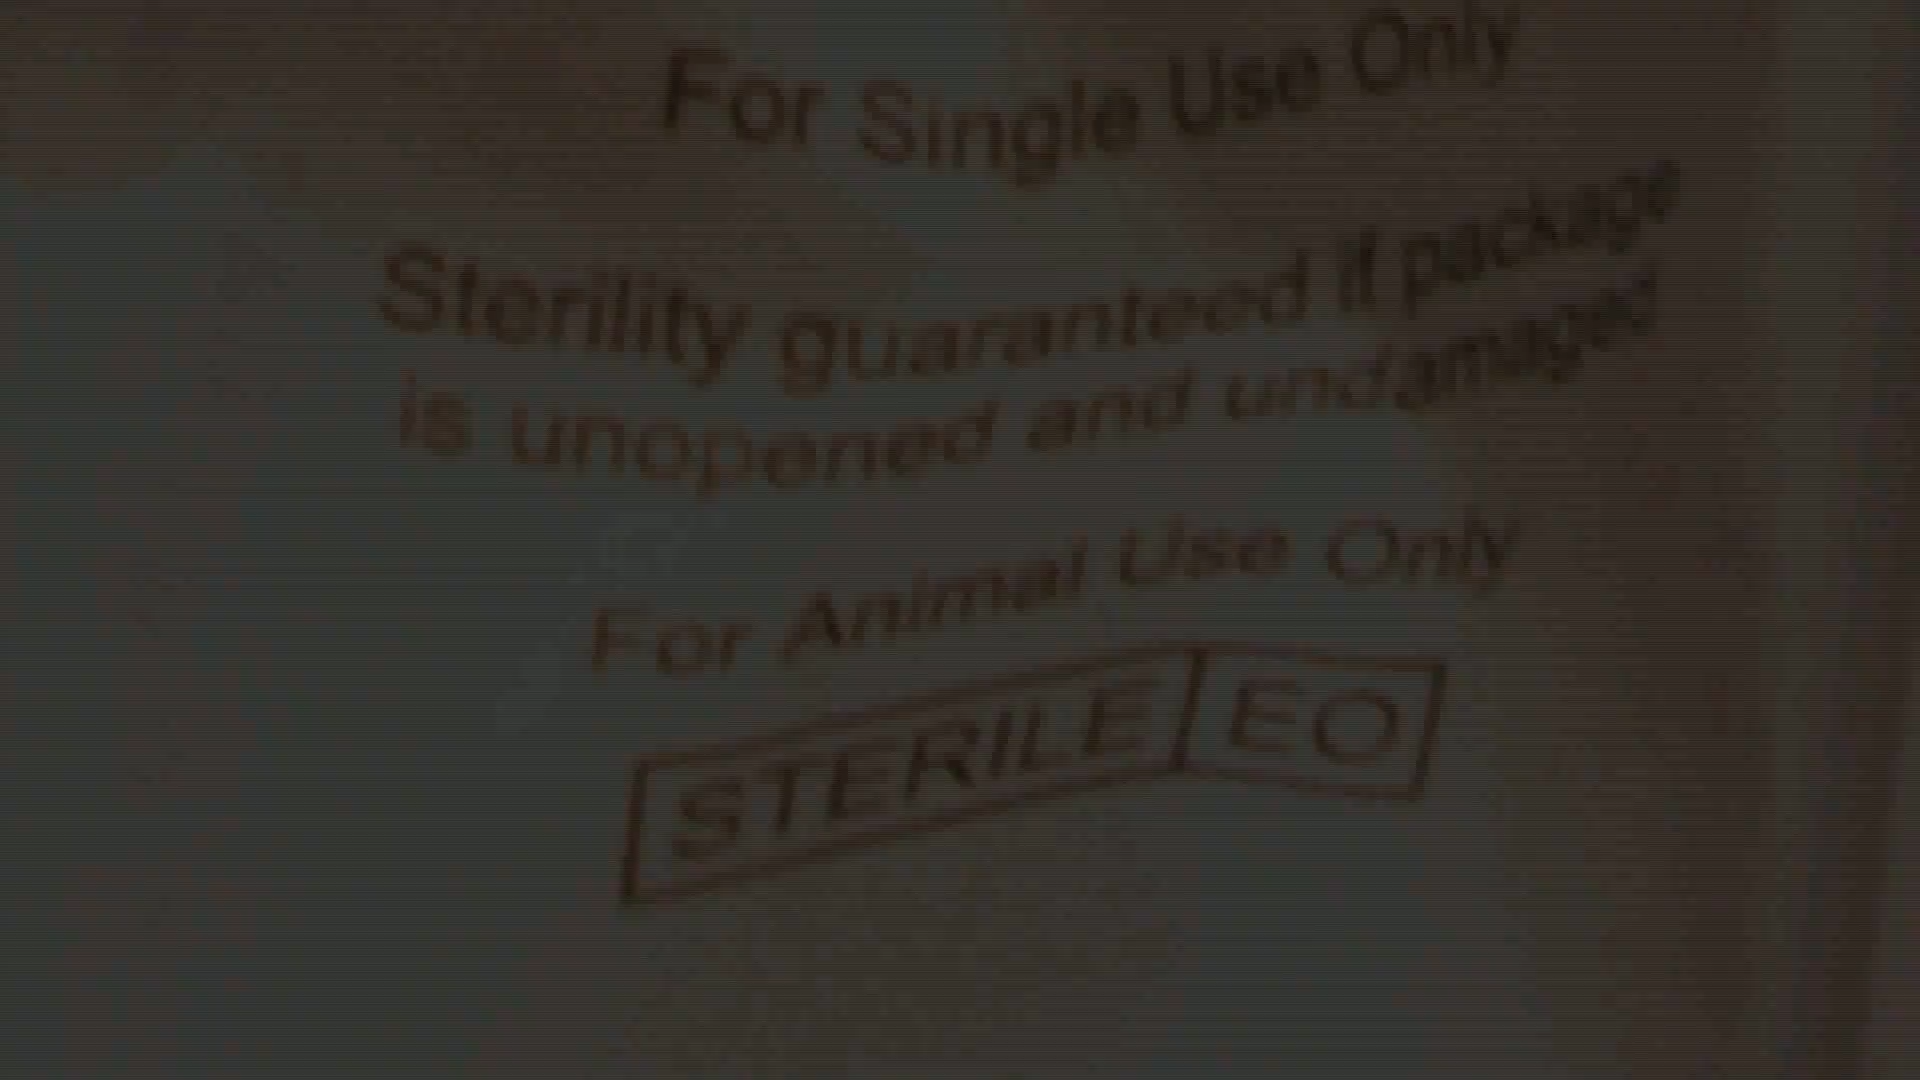 For Single Use Only
Sterility guaranteed if package
is unopened and undamaged
For Animal Use Only
STERILE EO